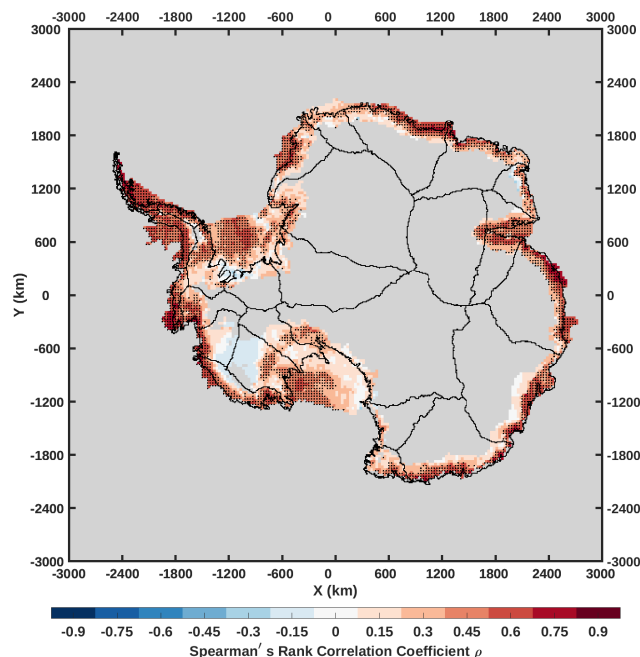 -3000 -2400 -1800 -1200 -600 0 600 1200 1800 2400 3000
3000 3000
2400 2400
1800 1800
1200 1200
600 600
0 0
-600 -600
-1200 -1200
-1800 -1800
-2400 -2400
-3000 -3000
Y (km)
-3000 -2400 -1800 -1200 -600 0 600 1200 1800 2400 3000
X (km)
-0.9 -0.75 -0.6 -0.45 -0.3 -0.15 0 0.15 0.3 0.45 0.6 0.75 0.9
Spearman′ s Rank Correlation Coefficient ρ